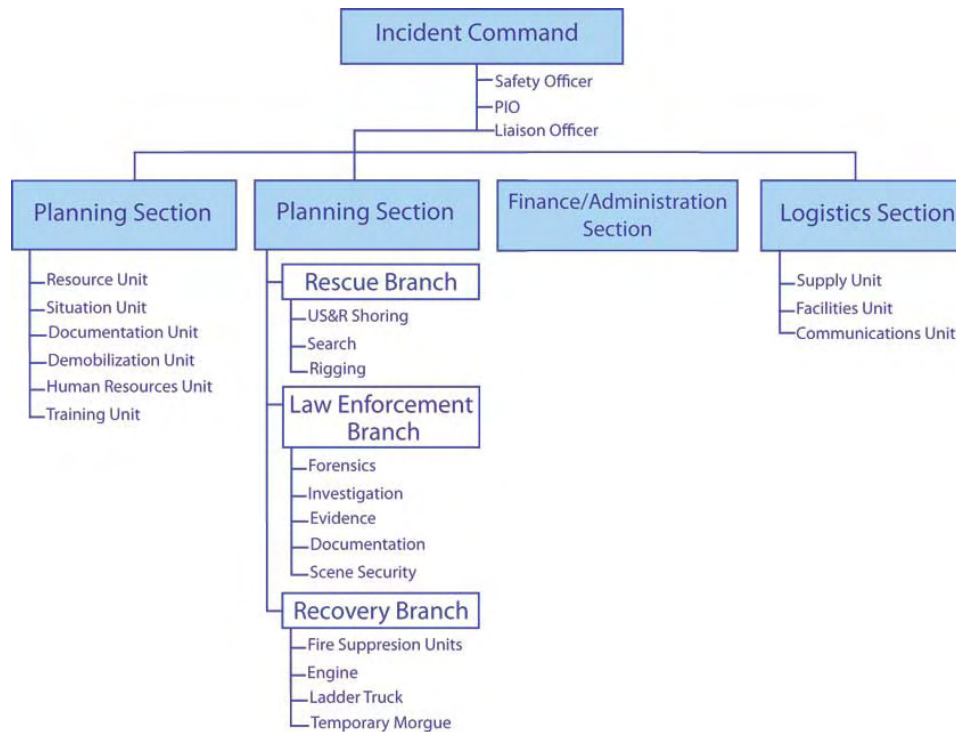 Incident Command
Safety Officer
PIO
Liaison Officer
Planning Section
Resource Unit
Situation Unit
Documentation Unit
Demobilization Unit
Human Resources Unit
Training Unit
Planning Section
Rescue Branch
US&R Shoring
Search
Rigging
Law Enforcement
Branch
Forensics
Investigation
Evidence
Documentation
Scene Security
Recovery Branch
Fire Suppresion Units
Engine
Ladder Truck
Temporary Morgue
Finance/Administration
Section
Logistics Section
Supply Unit
Facilities Unit
Communications Unit